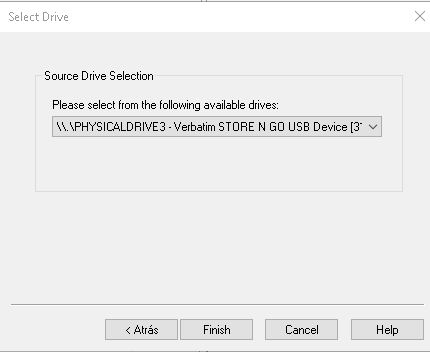 Select Drive
Source Drive Selection
Please select from the following available drives:
\\.\PHYSICALDRIVE3 - Verbatim STORE N GO USB Device [3
< Atrás
Finish
Cancel
Help